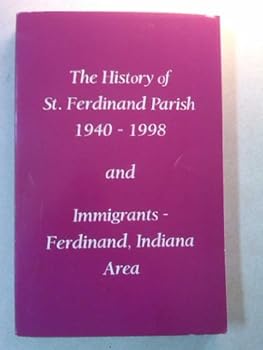 The History of
St. Ferdinand Parish
1940 - 1998
and
Immigrants -
Ferdinand, Indiana
Area